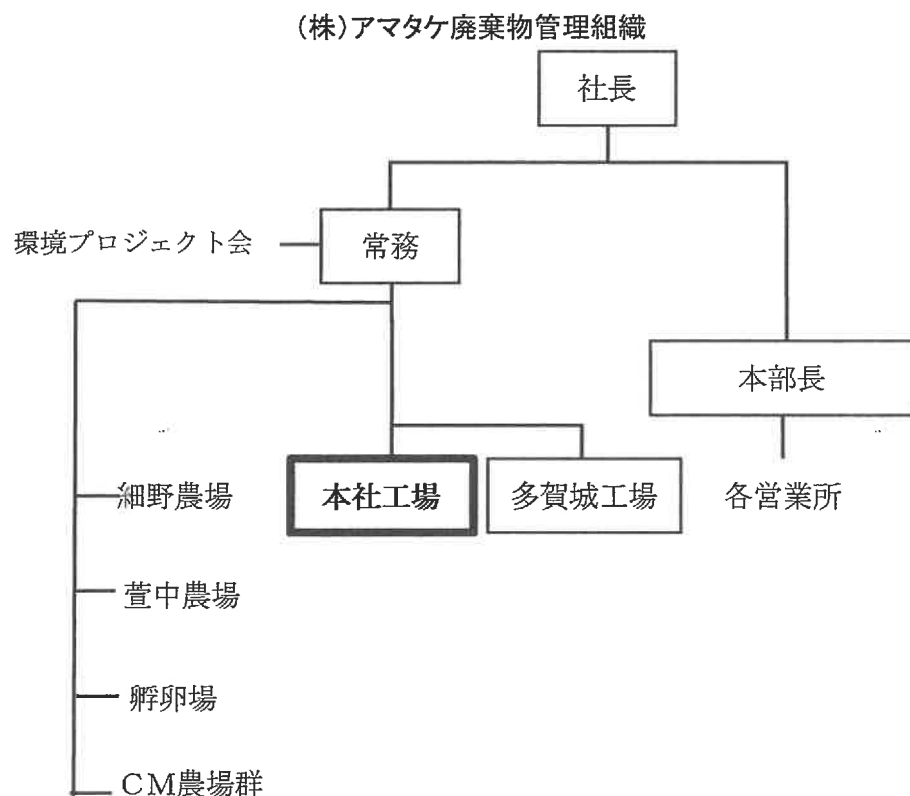 (株)アマタケ廃棄物管理組織
社長
環境プロジェクト会
常務
本部長
細野農場
本社工場
多賀城工場
各営業所
萱中農場
孵卵場
CM農場群